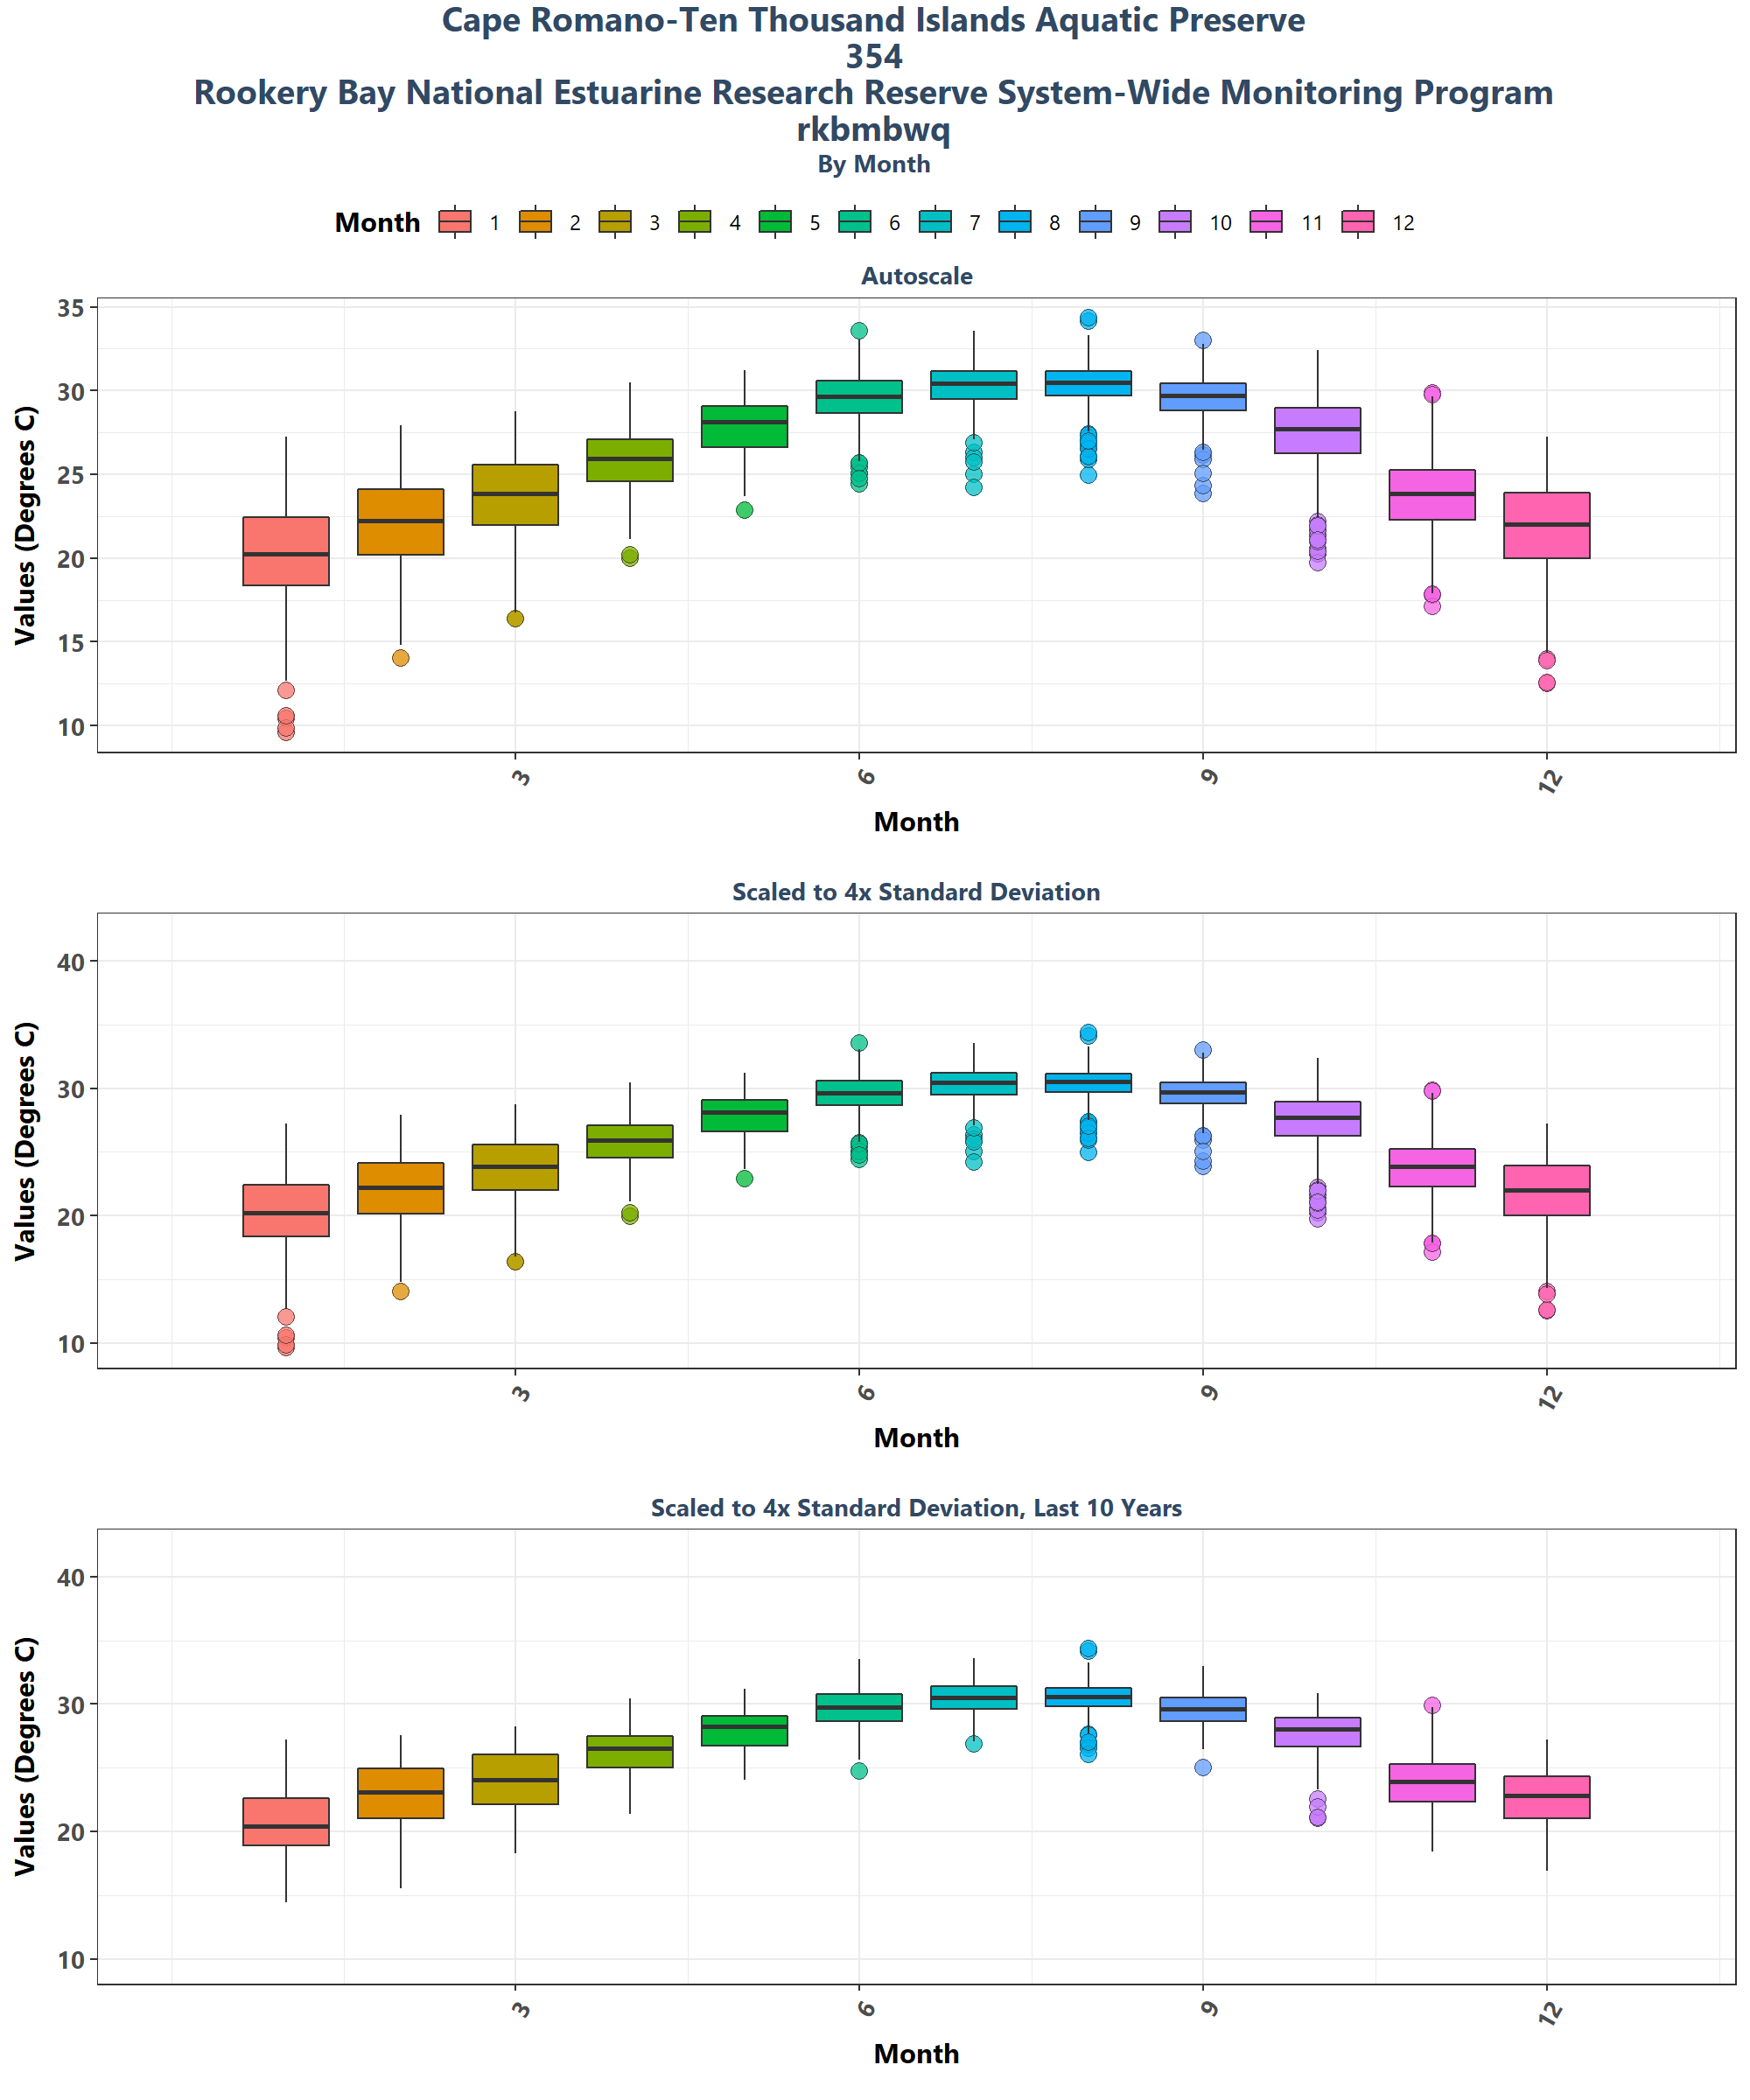 Cape Romano-Ten Thousand Islands Aquatic Preserve
354
Rookery Bay National Estuarine Research Reserve System-Wide Monitoring Program
rkbmbwq
By Month
Month 1 2 3 4 5 6 7 8 9 10 11 12
Autoscale
Values (Degrees C)
35
30
25
20
15
10
3 6 9 12
Month
Scaled to 4x Standard Deviation
Values (Degrees C)
40
30
20
10
3 6 9 12
Month
Scaled to 4x Standard Deviation, Last 10 Years
Values (Degrees C)
40
30
20
10
3 6 9 12
Month